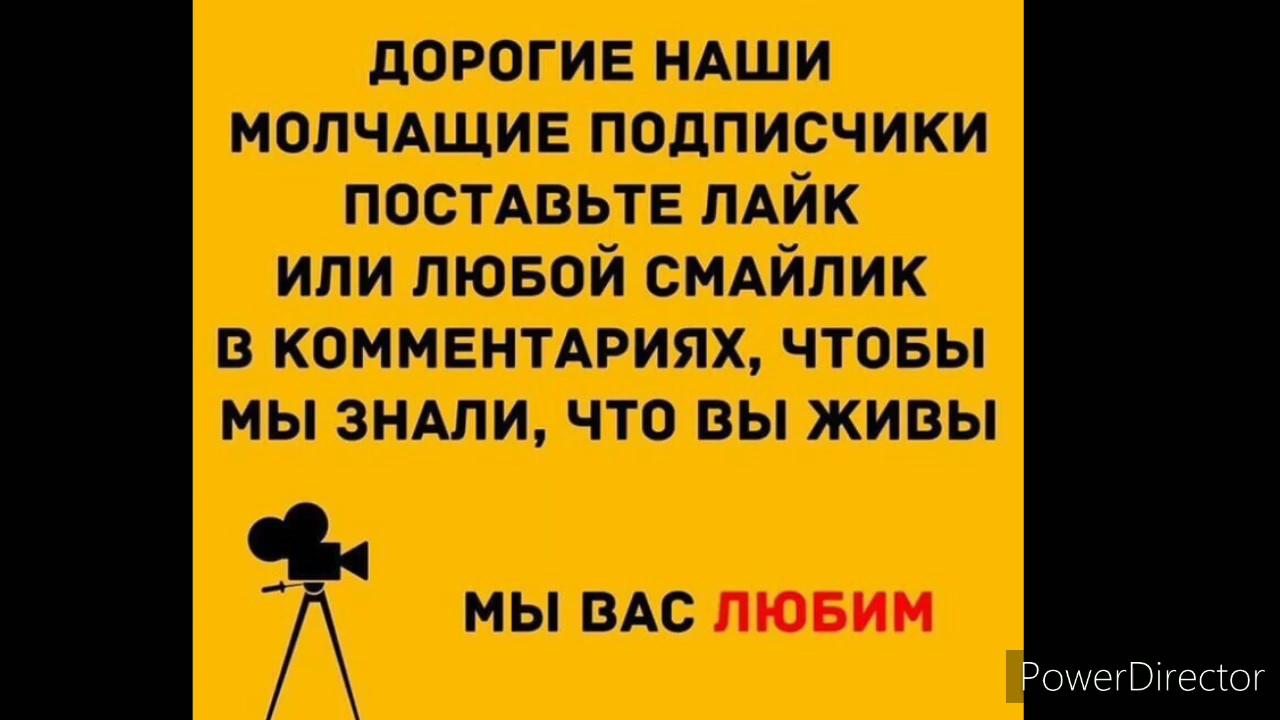 ДОРОГИЕ НАШИ
МОЛЧАЩИЕ ПОДПИСЧИКИ
ПОСТАВЬТЕ ЛАЙК
ИЛИ ЛЮБОЙ СМАЙЛИК
В КОММЕНТАРИЯХ, ЧТОБЫ
МЫ ЗНАЛИ, ЧТО ВЫ ЖИВЫ
МЫ ВАС ЛЮБИМ
PowerDirector